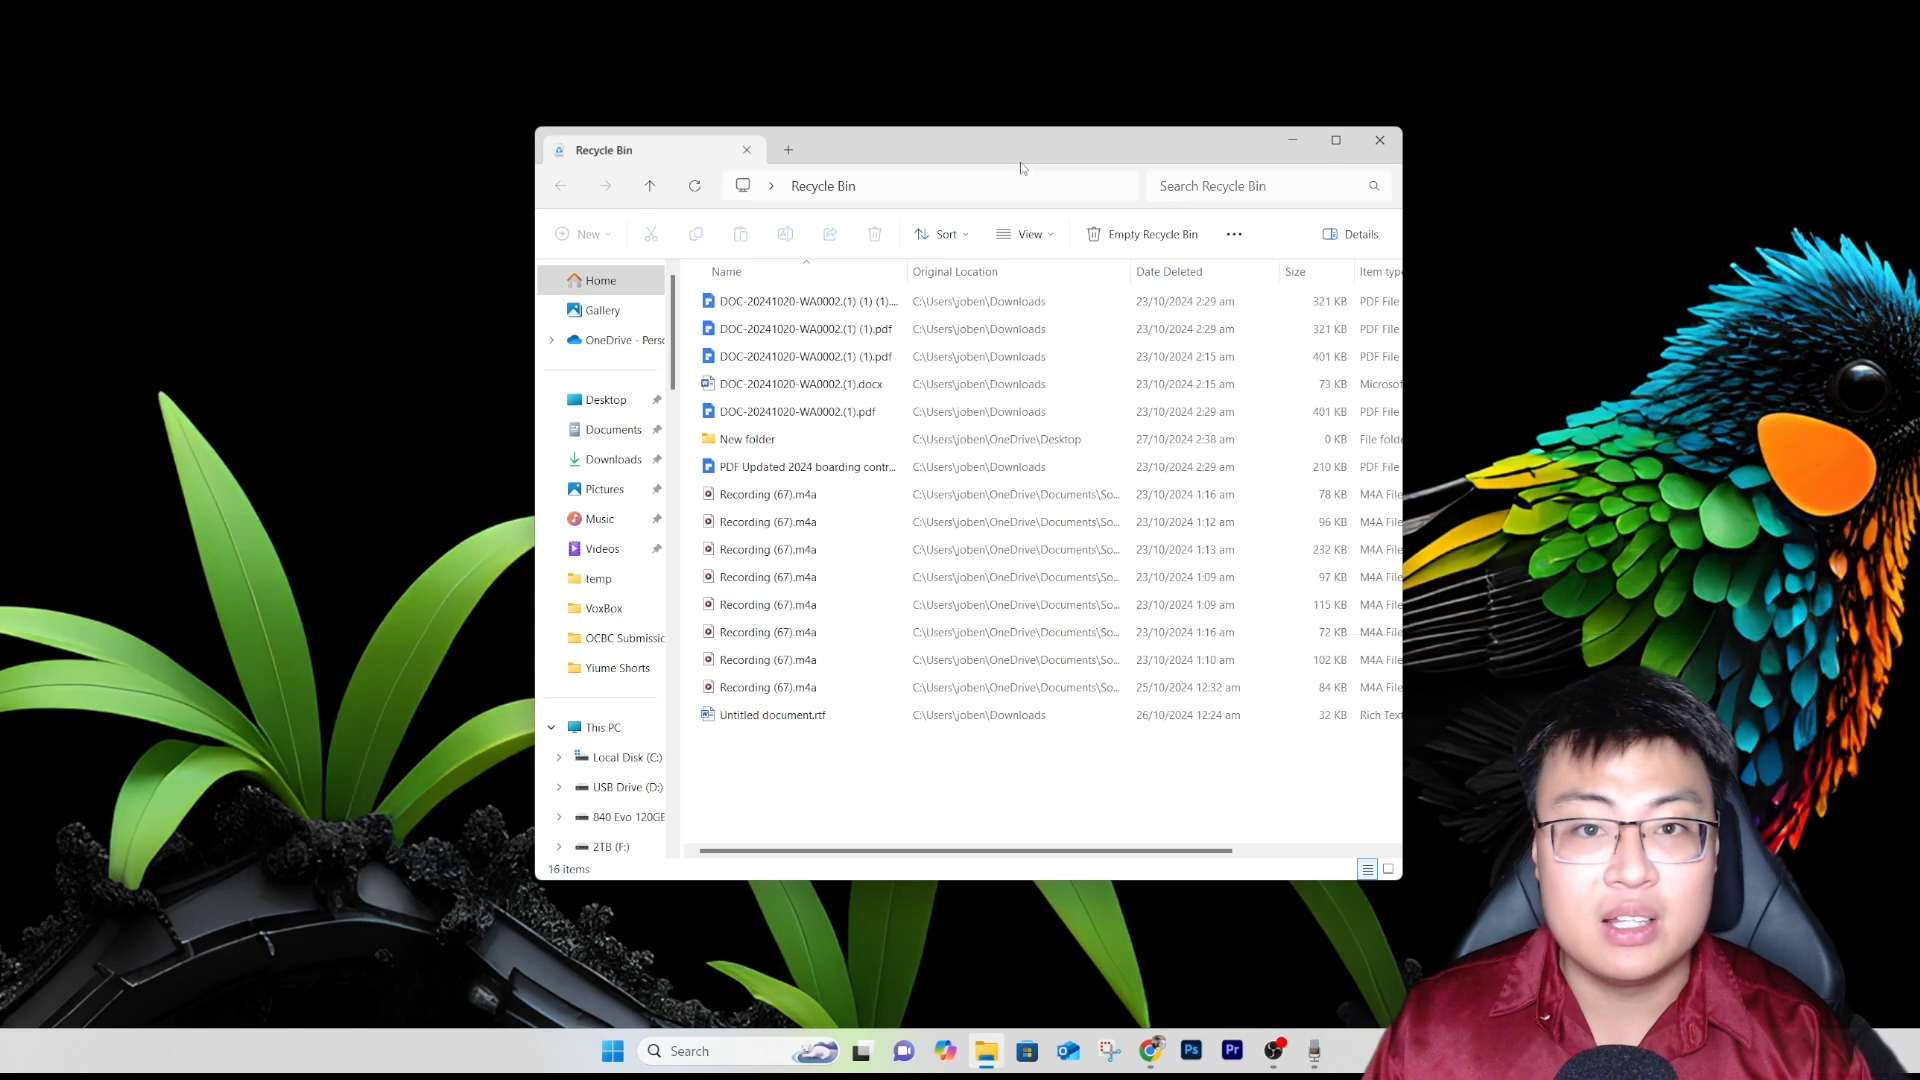 Recycle Bin
Recycle Bin
Search Recycle Bin
New
Sort
View
Empty Recycle Bin
Details
Name
Original Location
Date Deleted
Size
Item typ
DOC-20241020-WA0002.(1) (1) (1)....
C:\Users\joben\Downloads
23/10/2024 2:29 am
321 KB
PDF File
DOC-20241020-WA0002.(1) (1).pdf
C:\Users\joben\Downloads
23/10/2024 2:29 am
321 KB
PDF File
DOC-20241020-WA0002.(1) (1).pdf
C:\Users\joben\Downloads
23/10/2024 2:15 am
401 KB
PDF File
DOC-20241020-WA0002.(1).docx
C:\Users\joben\Downloads
23/10/2024 2:15 am
73 KB
Microsof
DOC-20241020-WA0002.(1).pdf
C:\Users\joben\Downloads
23/10/2024 2:29 am
401 KB
PDF File
New folder
C:\Users\joben\OneDrive\Desktop
27/10/2024 2:38 am
0 KB
File folde
PDF Updated 2024 boarding contr...
C:\Users\joben\Downloads
23/10/2024 2:29 am
210 KB
PDF File
Recording (67).m4a
C:\Users\joben\OneDrive\Documents\So...
23/10/2024 1:16 am
78 KB
M4A File
Recording (67).m4a
C:\Users\joben\OneDrive\Documents\So...
23/10/2024 1:12 am
96 KB
M4A File
Recording (67).m4a
C:\Users\joben\OneDrive\Documents\So...
23/10/2024 1:13 am
232 KB
M4A File
Recording (67).m4a
C:\Users\joben\OneDrive\Documents\So...
23/10/2024 1:09 am
97 KB
M4A File
Recording (67).m4a
C:\Users\joben\OneDrive\Documents\So...
23/10/2024 1:09 am
115 KB
M4A File
Recording (67).m4a
C:\Users\joben\OneDrive\Documents\So...
23/10/2024 1:16 am
72 KB
M4A File
Recording (67).m4a
C:\Users\joben\OneDrive\Documents\So...
23/10/2024 1:10 am
102 KB
M4A File
Recording (67).m4a
C:\Users\joben\OneDrive\Documents\So...
25/10/2024 12:32 am
84 KB
M4A File
Untitled document.rtf
C:\Users\joben\Downloads
26/10/2024 12:24 am
32 KB
Rich Text
Home
Gallery
OneDrive - Perso
Desktop
Documents
Downloads
Pictures
Music
Videos
temp
VoxBox
OCBC Submissio
Yiume Shorts
This PC
Local Disk (C:)
USB Drive (D:)
840 Evo 120GB
2TB (F:)
16 items
Search
Ps
Pr